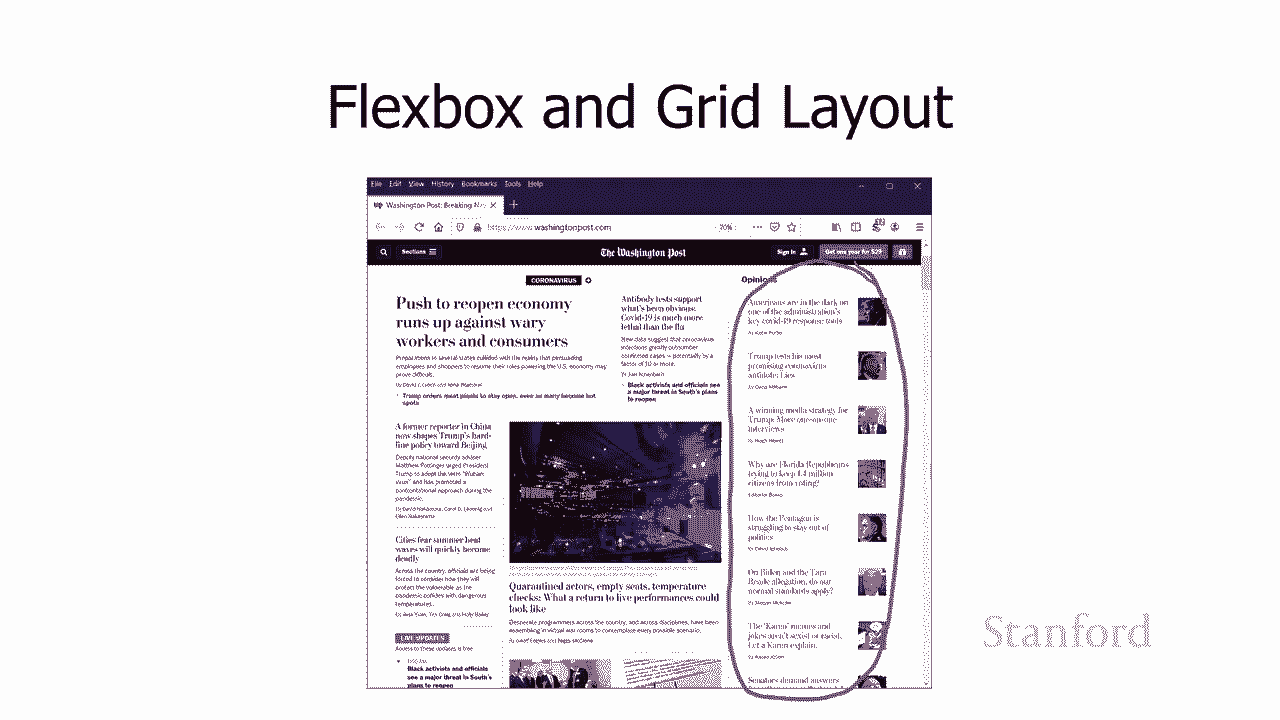 Flexbox and Grid Layout
File Edit View History Bookmarks Tools Help
Washington Post: Breaking
https://www.washingtonpost.com
70%
Sections
The Washington Post
Sign In
Get one year for $29
CORONAVIRUS
Push to reopen economy
runs up against wary
workers and consumers
Preparations in several states collided with the reality that persuading
employees and shoppers to resume their roles powering the U.S. economy may
prove difficult.
Trump orders meat plants to stay open, even as many become hot
spots
Antibody tests support
what's been obvious:
Covid-19 is much more
lethal than the flu
New data suggest that coronavirus
infections greatly outnumber
confirmed cases
factor of 10 or more.
Black activists and officials see
a major threat in South's plans
to reopen
A former reporter in China
now shapes Trump's hard-
line policy toward Beijing
Deputy national security adviser
Matthew Pottinger urged President
Trump to adopt the term "Wuhan
virus" and has promoted a
confrontational approach during the
pandemic.
Cities fear summer heat
waves will quickly become
deadly
Across the country, officials are being
forced to consider how they will
protect the vulnerable as the
pandemic collides with dangerous
temperatures.
LIVE UPDATES
Access to these updates is free
Black activists and officials
see a major threat in South's
plans to reopen
Quarantined actors, empty seats, temperature
checks: What a return to live performances could
look like
Desperate programmers across the country, and across disciplines, have been
assembling in virtual war rooms to contemplate every possible scenario.
Opinions
Americans are in the dark on
one of the administration's
key covid-19 response tools
Trump tests his most
promising coronavirus
antidote: Lies
A winning media strategy for
Trump: More one-on-one
interviews
By Hugh Hewitt
Why are Florida Republicans
trying to keep 1.4 million
citizens from voting?
Editorial Board
How the Pentagon is
struggling to stay out of
politics
By David Ignatius
On Biden and the Tara
Reade allegation, do our
normal standards apply?
The 'Karen' memes and
jokes aren't sexist or racist.
Let a Karen explain.
Senators demand answers
Stanford